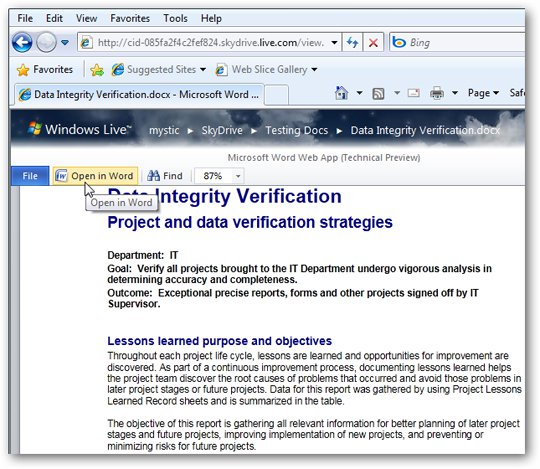 File Edit View Favorites Tools Help
http://cid-085fa2f4c2fef824.skydrive.live.com/view. Bing
Favorites Suggested Sites Web Slice Gallery
Data Integrity Verification.docx - Microsoft Word ... Page Safe
Windows Live™ mystic > SkyDrive > Testing Docs > Data Integrity Verification.docx
Microsoft Word Web App (Technical Preview)
File Open in Word Find 87%
Data Integrity Verification
Open in Word
Project and data verification strategies
Department: IT
Goal: Verify all projects brought to the IT Department undergo vigorous analysis in
determining accuracy and completeness.
Outcome: Exceptional precise reports, forms and other projects signed off by IT
Supervisor.
Lessons learned purpose and objectives
Throughout each project life cycle, lessons are learned and opportunities for improvement are
discovered. As part of a continuous improvement process, documenting lessons learned helps
the project team discover the root causes of problems that occurred and avoid those problems in
later project stages or future projects. Data for this report was gathered by using Project Lessons
Learned Record sheets and is summarized in the table.
The objective of this report is gathering all relevant information for better planning of later project
stages and future projects, improving implementation of new projects, and preventing or
minimizing risks for future projects.